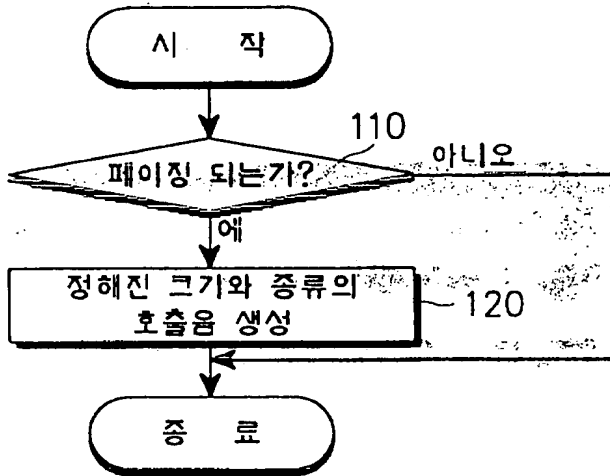 시 작
110
페이징 되는가?
아니오
에
정해진 크기와 종류의
호출음 생성
120
종 료